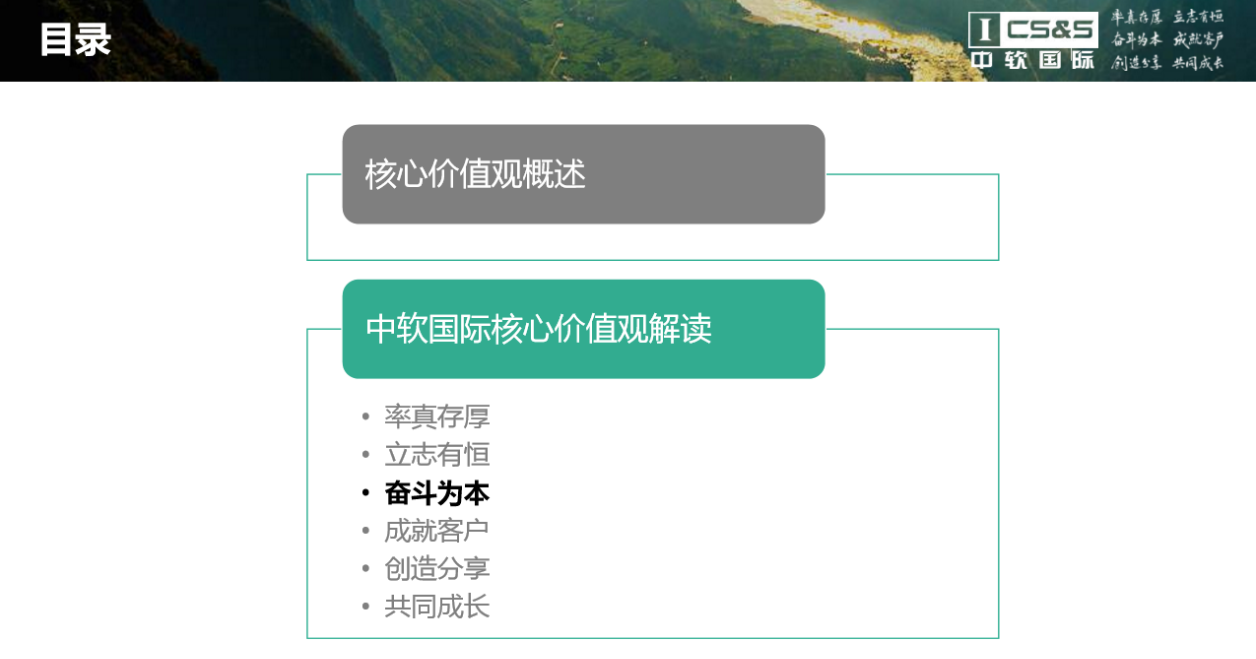 目录
I CS&S
中软国际
率真存厚 立志有恒
奋斗为本 成就客户
创造分享 共同成长
核心价值观概述
中软国际核心价值观解读
• 率真存厚
• 立志有恒
• 奋斗为本
• 成就客户
• 创造分享
• 共同成长